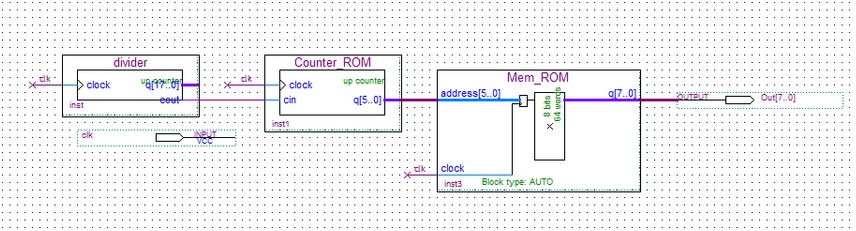 divider
clk
clock
up counter
q[17..0]
cout
inst
clk
INPUT
VCC
Counter_ROM
clk
clock
up counter
cin
q[5..0]
inst1
Mem_ROM
address[5..0]
8 bits
64 words
q[7..0]
clk
clock
inst3
Block type: AUTO
OUTPUT
Out[7..0]